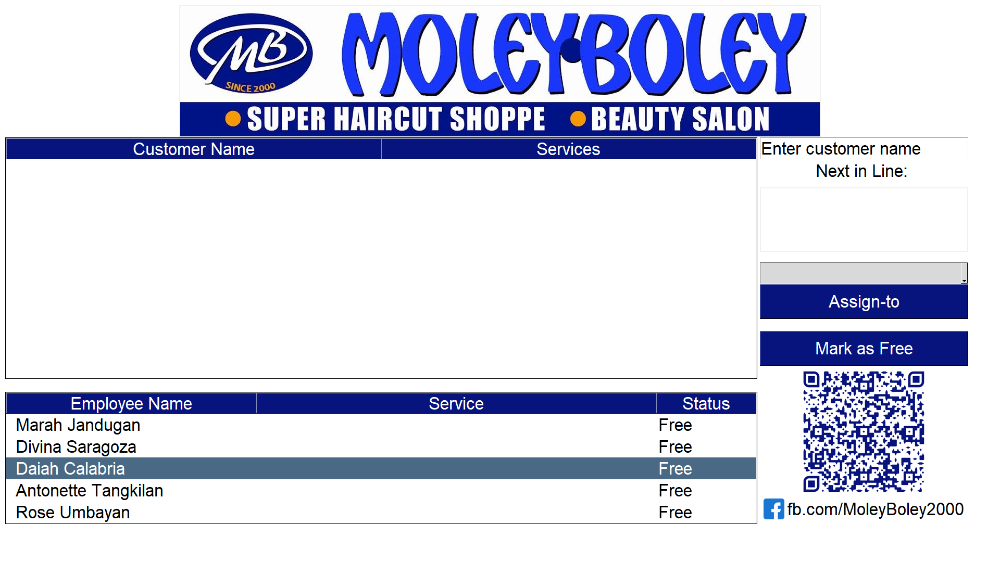 MB
SINCE 2000
MOLEY BOLEY
SUPER HAIRCUT SHOPPE BEAUTY SALON
Customer Name Services
Enter customer name
Next in Line:
Assign-to
Mark as Free
Employee Name Service Status
Marah Jandugan Free
Divina Saragoza Free
Daiah Calabria Free
Antonette Tangkilan Free
Rose Umbayan Free
fb.com/MoleyBoley2000